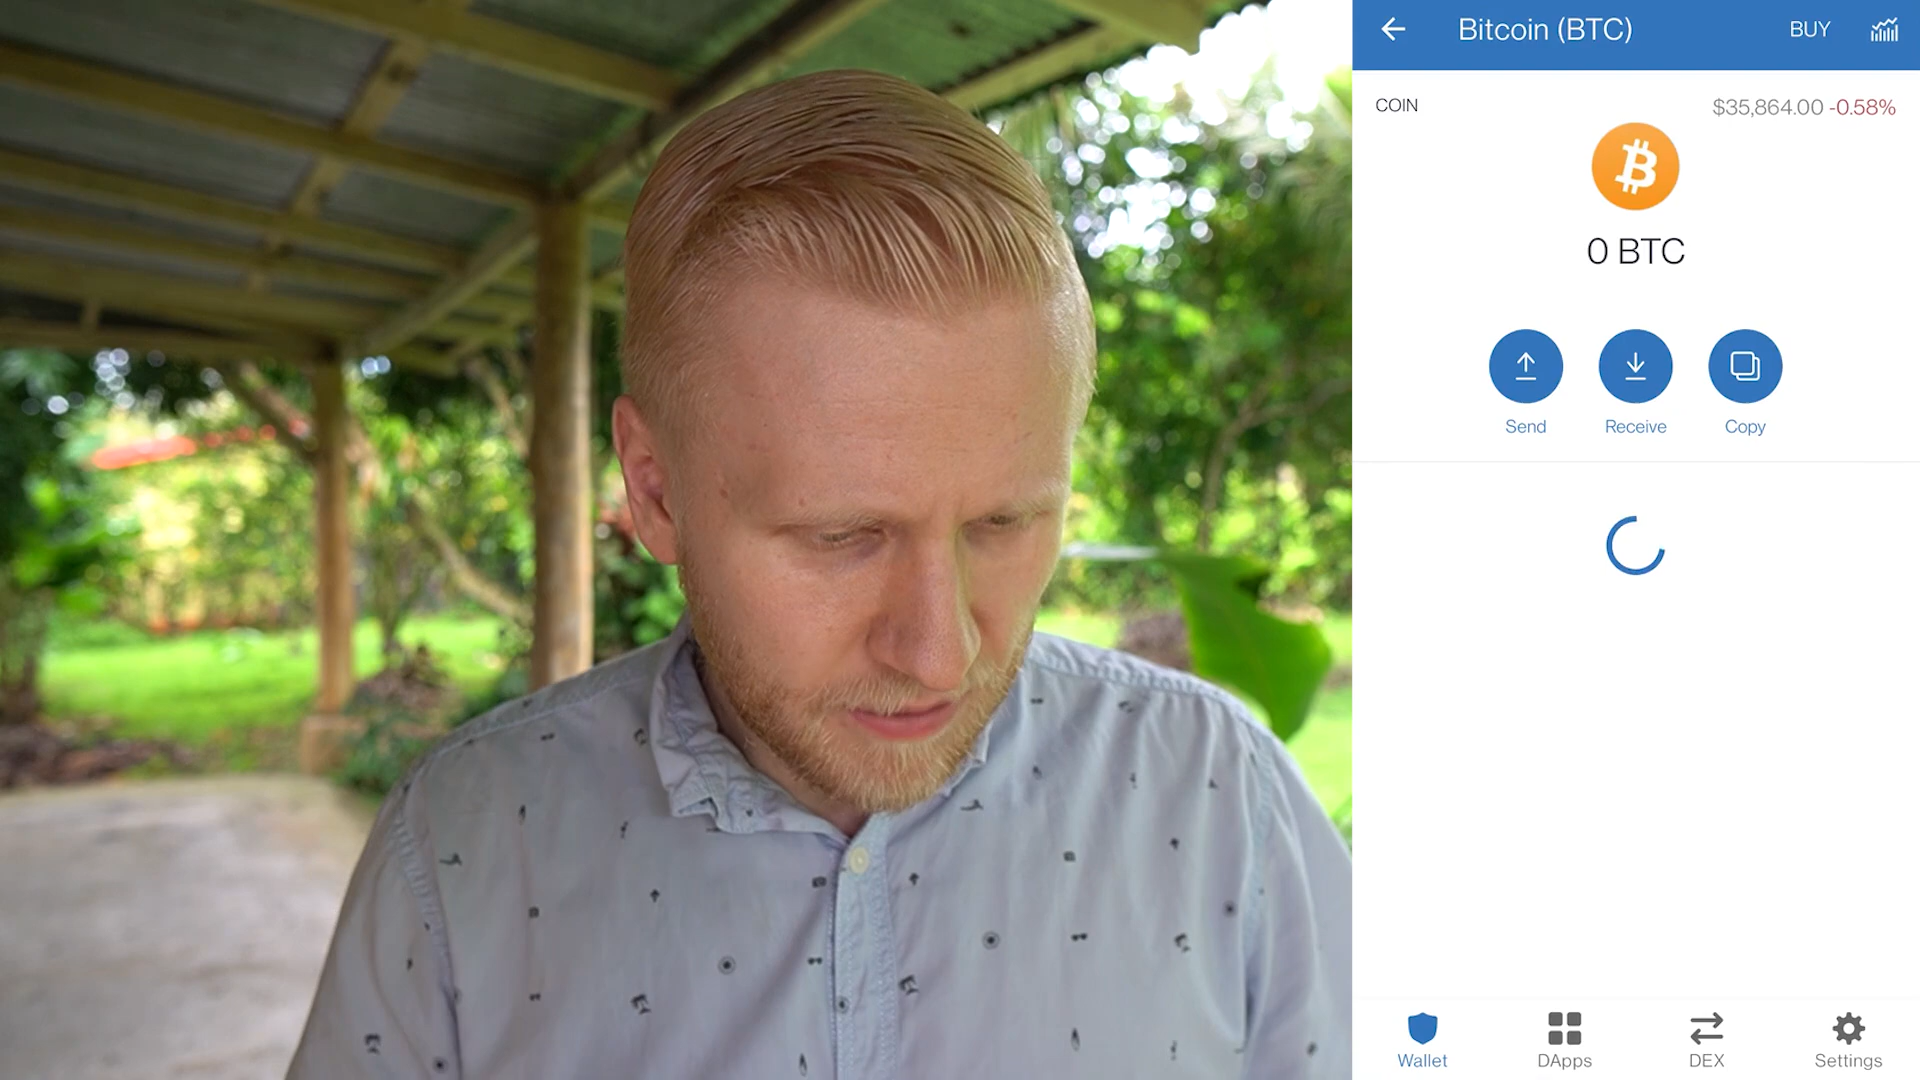 Bitcoin (BTC) BUY
COIN $35,864.00 -0.58%
0 BTC
Send Receive Copy
Wallet DApps DEX Settings